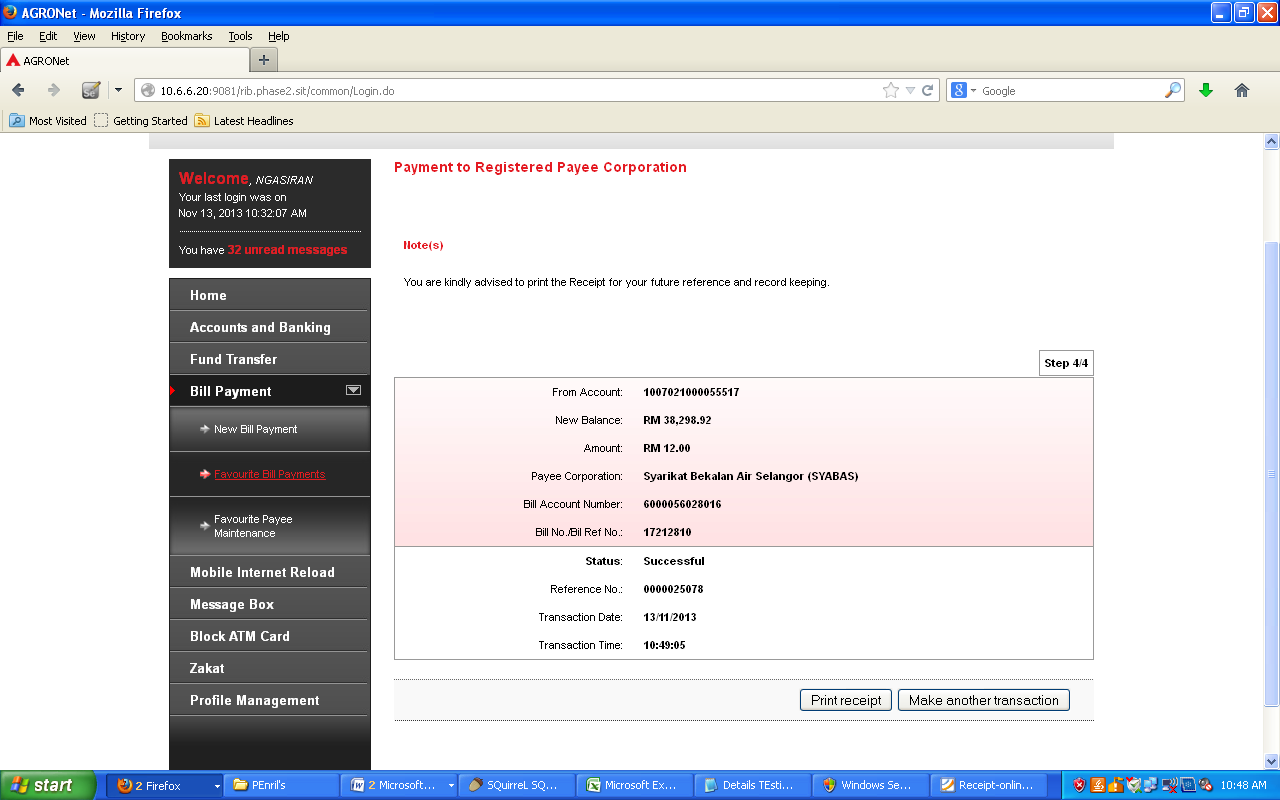 AGRONet - Mozilla Firefox
File Edit View History Bookmarks Tools Help
AGRONet
10.6.6.20:9081/rib.phase2.sit/common/Login.do
Google
Most Visited Getting Started Latest Headlines
Welcome, NGASIRAN
Your last login was on
Nov 13, 2013 10:32:07 AM
You have 32 unread messages
Home
Accounts and Banking
Fund Transfer
Bill Payment
New Bill Payment
Favourite Bill Payments
Favourite Payee
Maintenance
Mobile Internet Reload
Message Box
Block ATM Card
Zakat
Profile Management
Payment to Registered Payee Corporation
Note(s)
You are kindly advised to print the Receipt for your future reference and record keeping.
Step 4/4
From Account: 1007021000055517
New Balance: RM 38,298.92
Amount: RM 12.00
Payee Corporation: Syarikat Bekalan Air Selangor (SYABAS)
Bill Account Number: 6000056028016
Bill No./Bil Ref No.: 17212810
Status: Successful
Reference No.: 0000025078
Transaction Date: 13/11/2013
Transaction Time: 10:49:05
Print receipt Make another transaction
start 2 Firefox PEnril's 2 Microsoft... SQuirreL SQ... Microsoft Ex... Details TEsti... Windows Se... Receipt-onlin... 10:48 AM